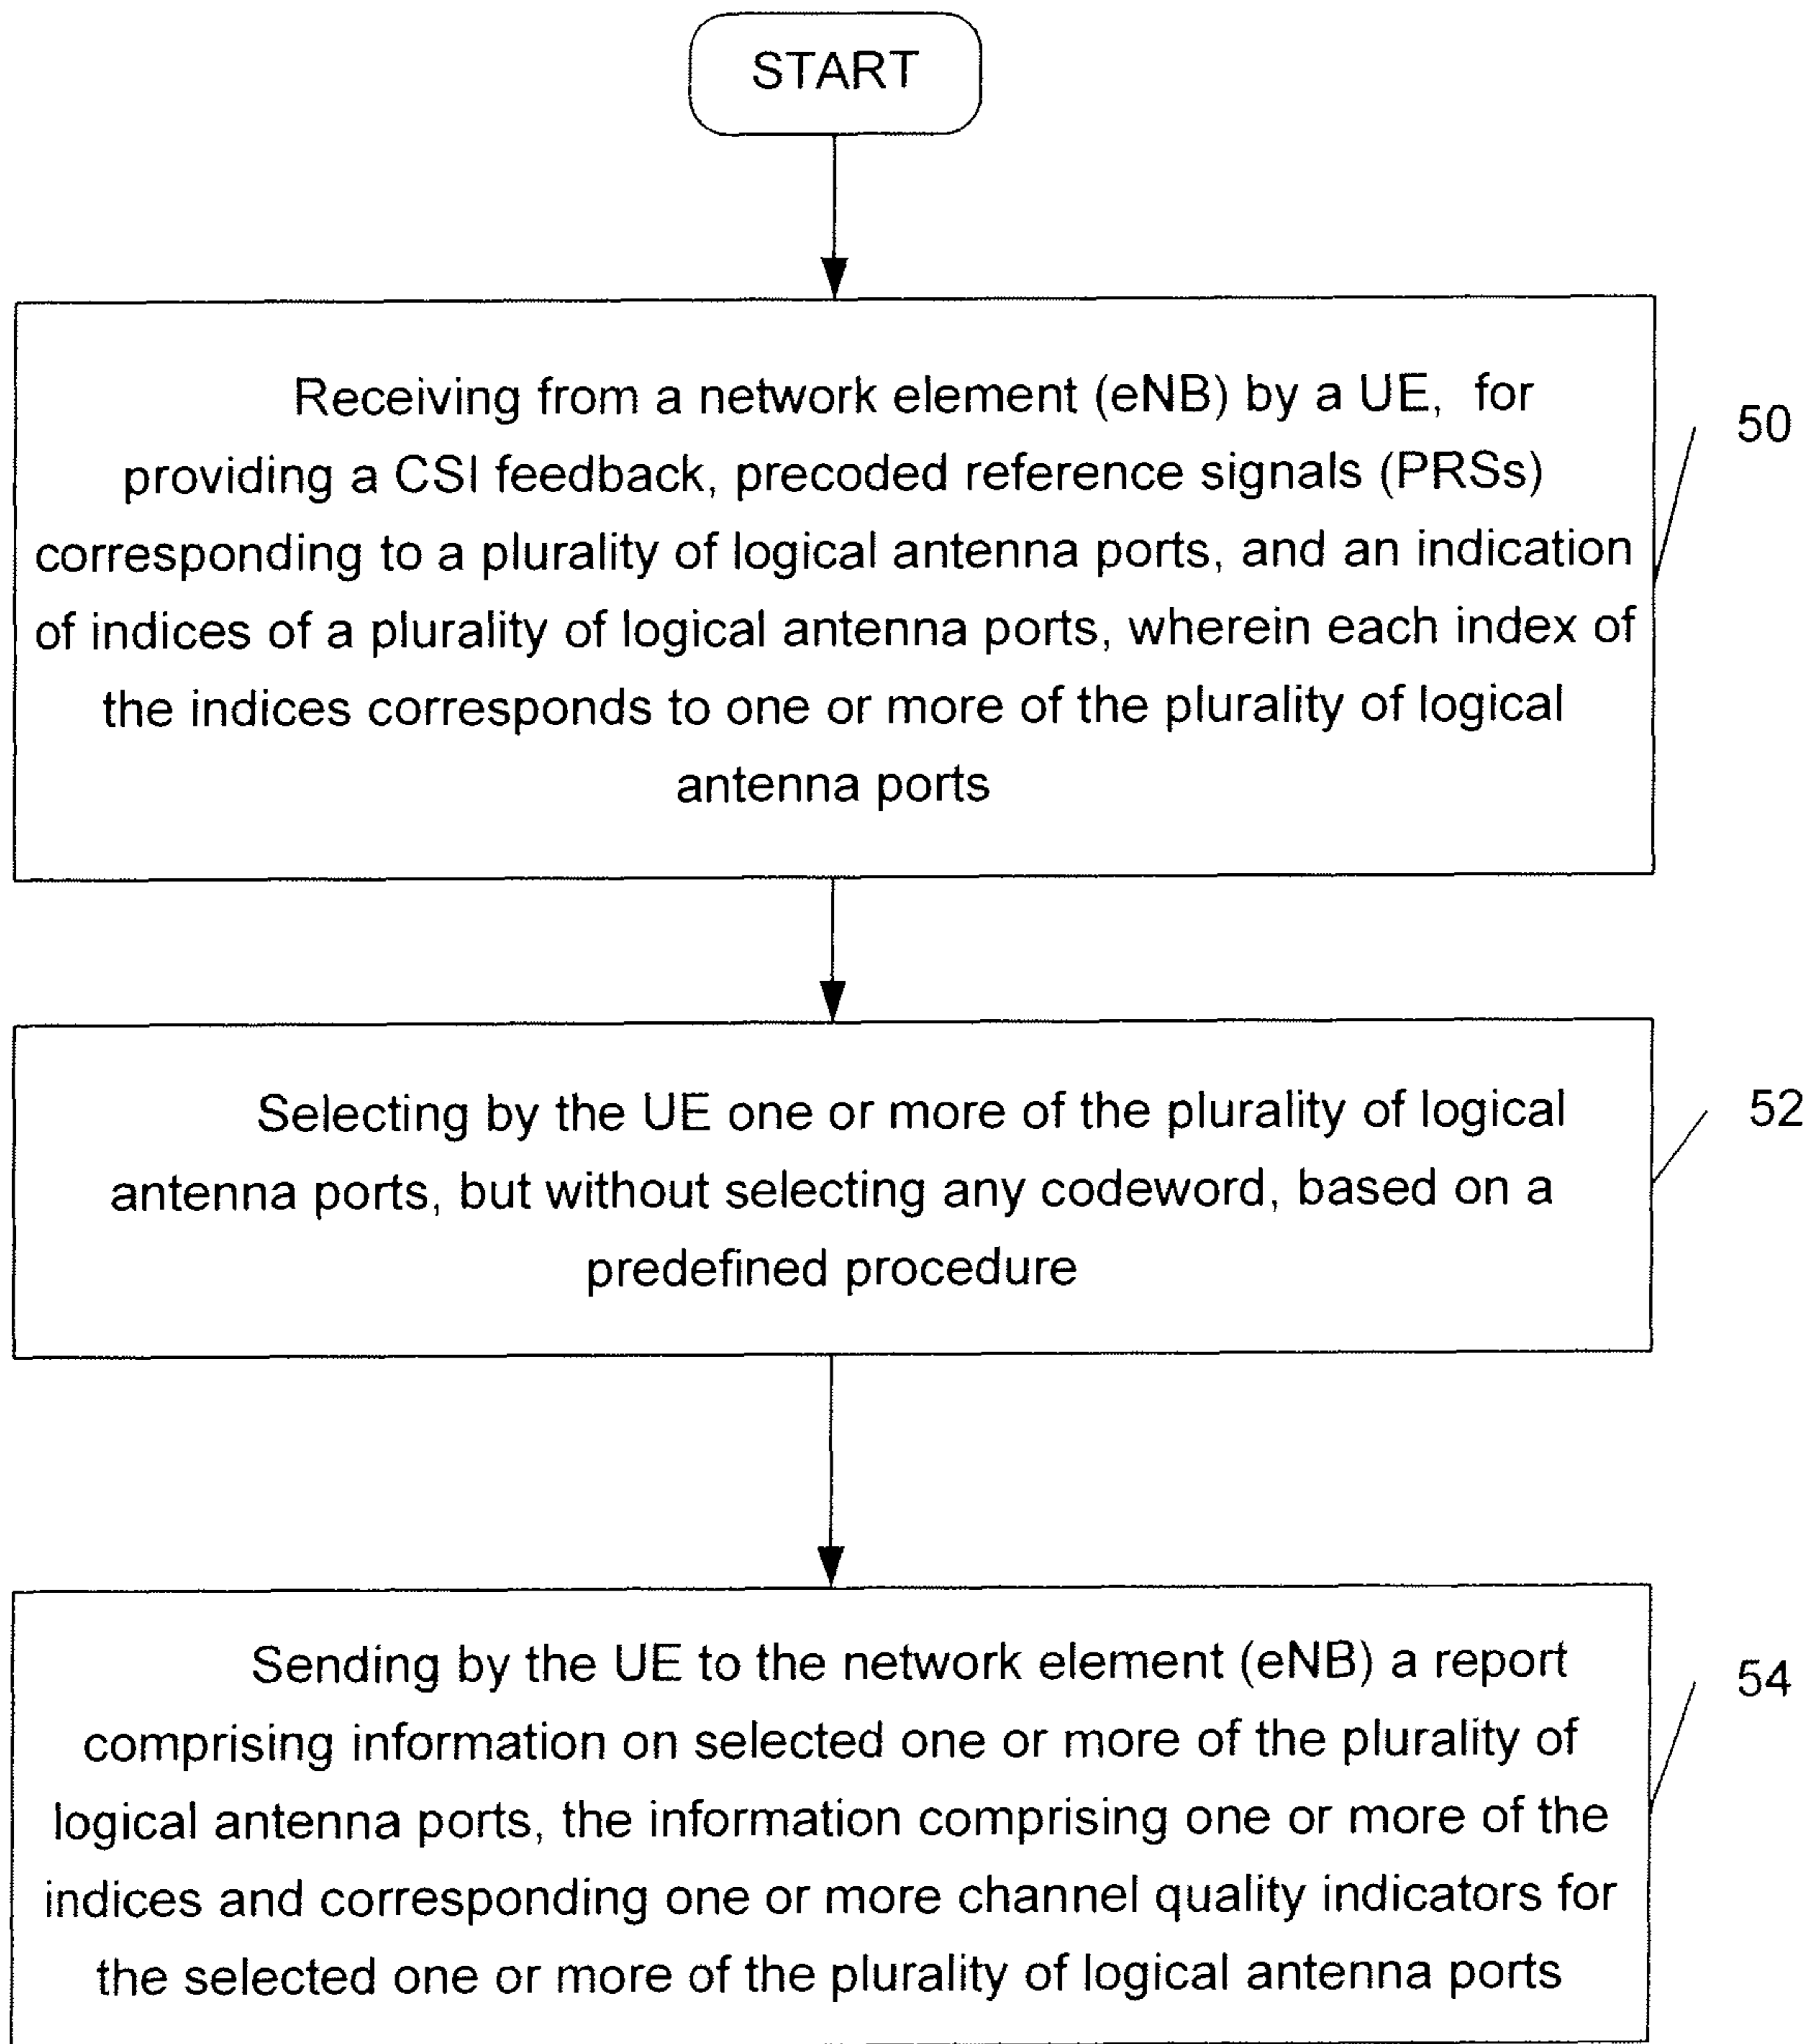 START
Receiving from a network element (eNB) by a UE, for
providing a CSI feedback, precoded reference signals (PRSs)
corresponding to a plurality of logical antenna ports, and an indication
of indices of a plurality of logical antenna ports, wherein each index of
the indices corresponds to one or more of the plurality of logical
antenna ports
50
Selecting by the UE one or more of the plurality of logical
antenna ports, but without selecting any codeword, based on a
predefined procedure
52
Sending by the UE to the network element (eNB) a report
comprising information on selected one or more of the plurality of
logical antenna ports, the information comprising one or more of the
indices and corresponding one or more channel quality indicators for
the selected one or more of the plurality of logical antenna ports
54